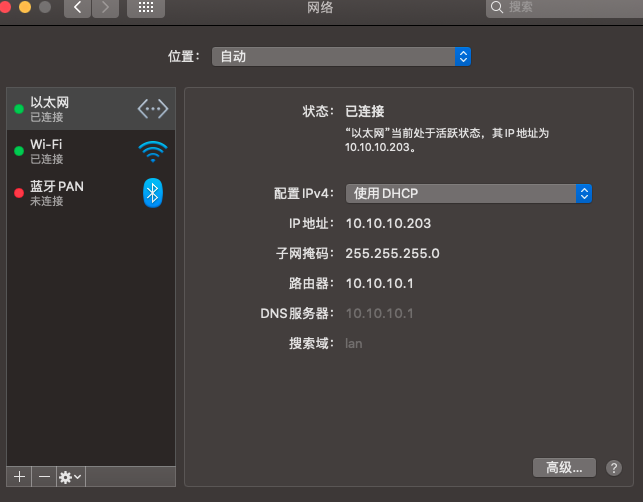 网络
搜索
位置： 自动
以太网
已连接
Wi-Fi
已连接
蓝牙 PAN
未连接
状态： 已连接
“以太网”当前处于活跃状态，其 IP 地址为
10.10.10.203。
配置 IPv4： 使用 DHCP
IP 地址： 10.10.10.203
子网掩码： 255.255.255.0
路由器： 10.10.10.1
DNS 服务器： 10.10.10.1
搜索域： lan
高级...
?